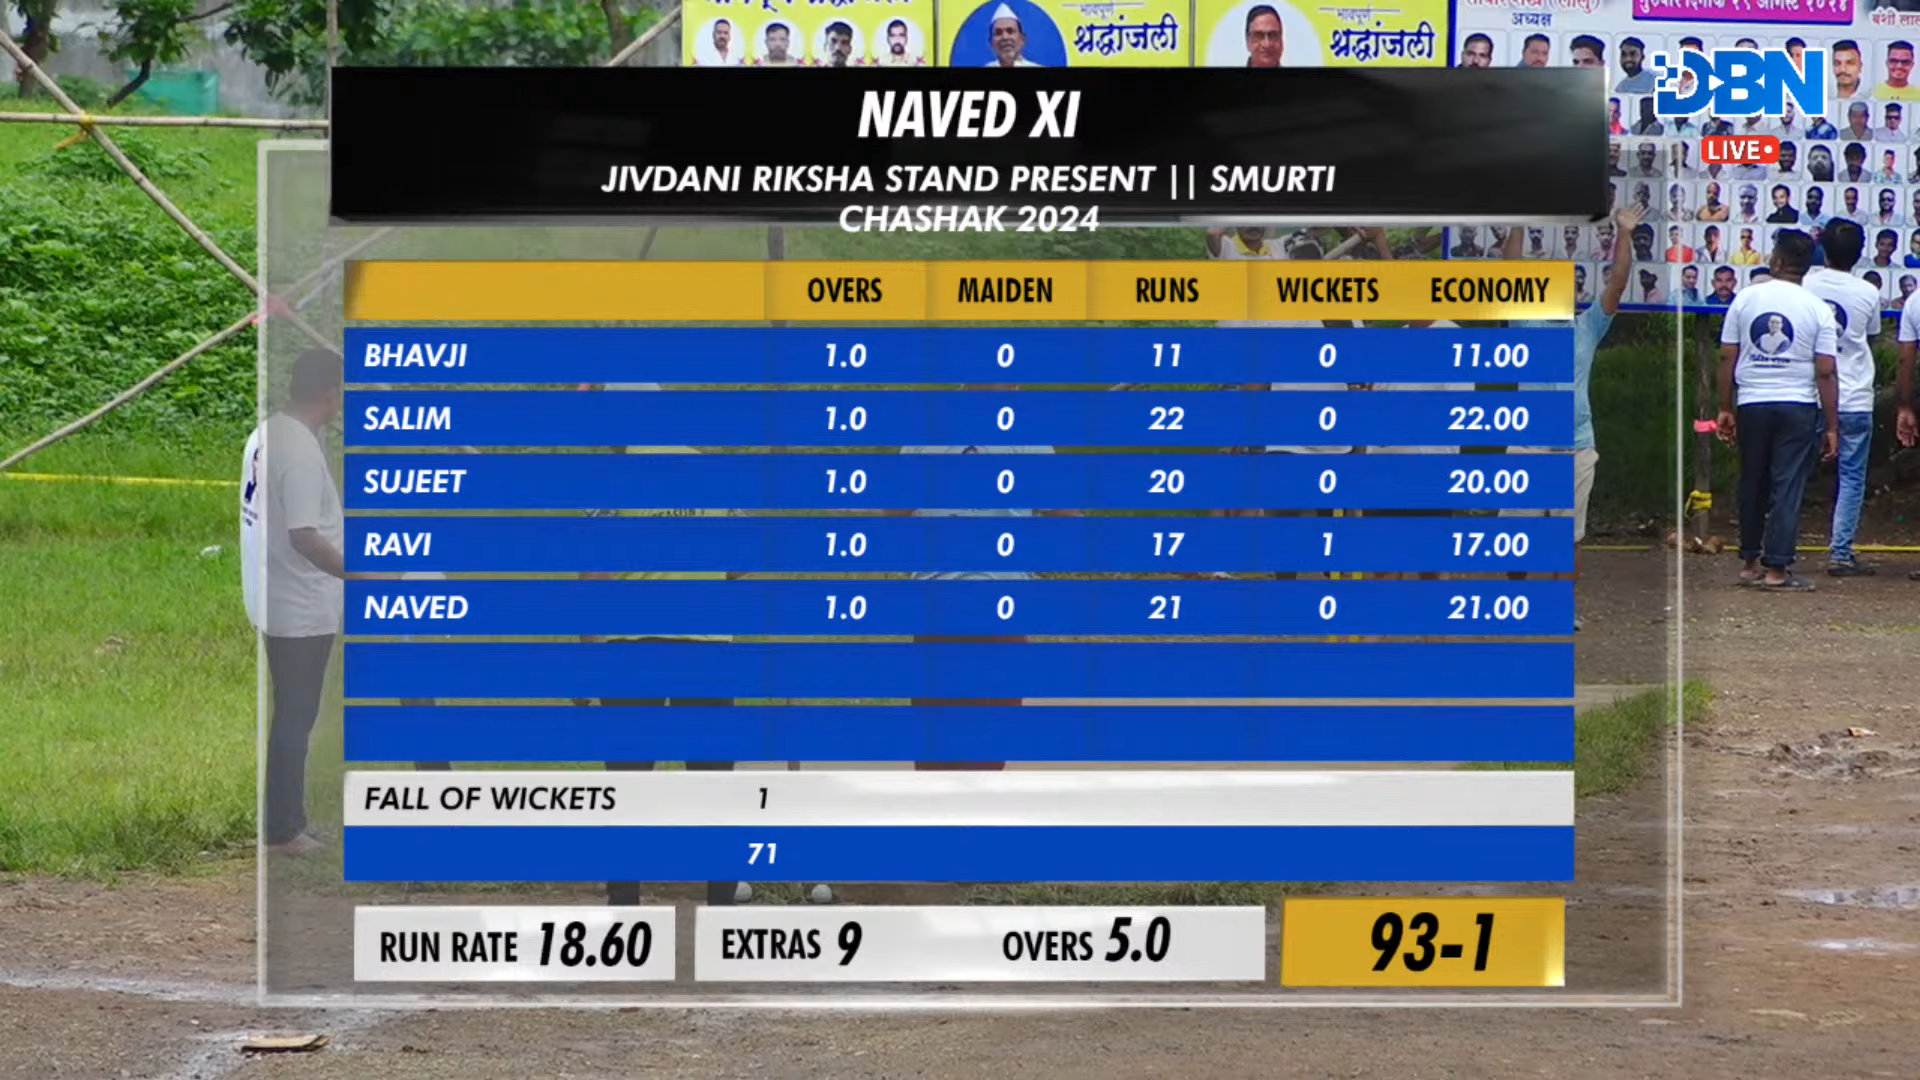 भावपूर्ण
श्रद्धांजली
भावपूर्ण
श्रद्धांजली
अध्यक्ष
DBN
LIVE
NAVED XI
JIVDANI RIKSHA STAND PRESENT || SMURTI
CHASHAK 2024
OVERS MAIDEN RUNS WICKETS ECONOMY
BHAVJI 1.0 0 11 0 11.00
SALIM 1.0 0 22 0 22.00
SUJEET 1.0 0 20 0 20.00
RAVI 1.0 0 17 1 17.00
NAVED 1.0 0 21 0 21.00
FALL OF WICKETS 1
71
RUN RATE 18.60 EXTRAS 9 OVERS 5.0 93-1